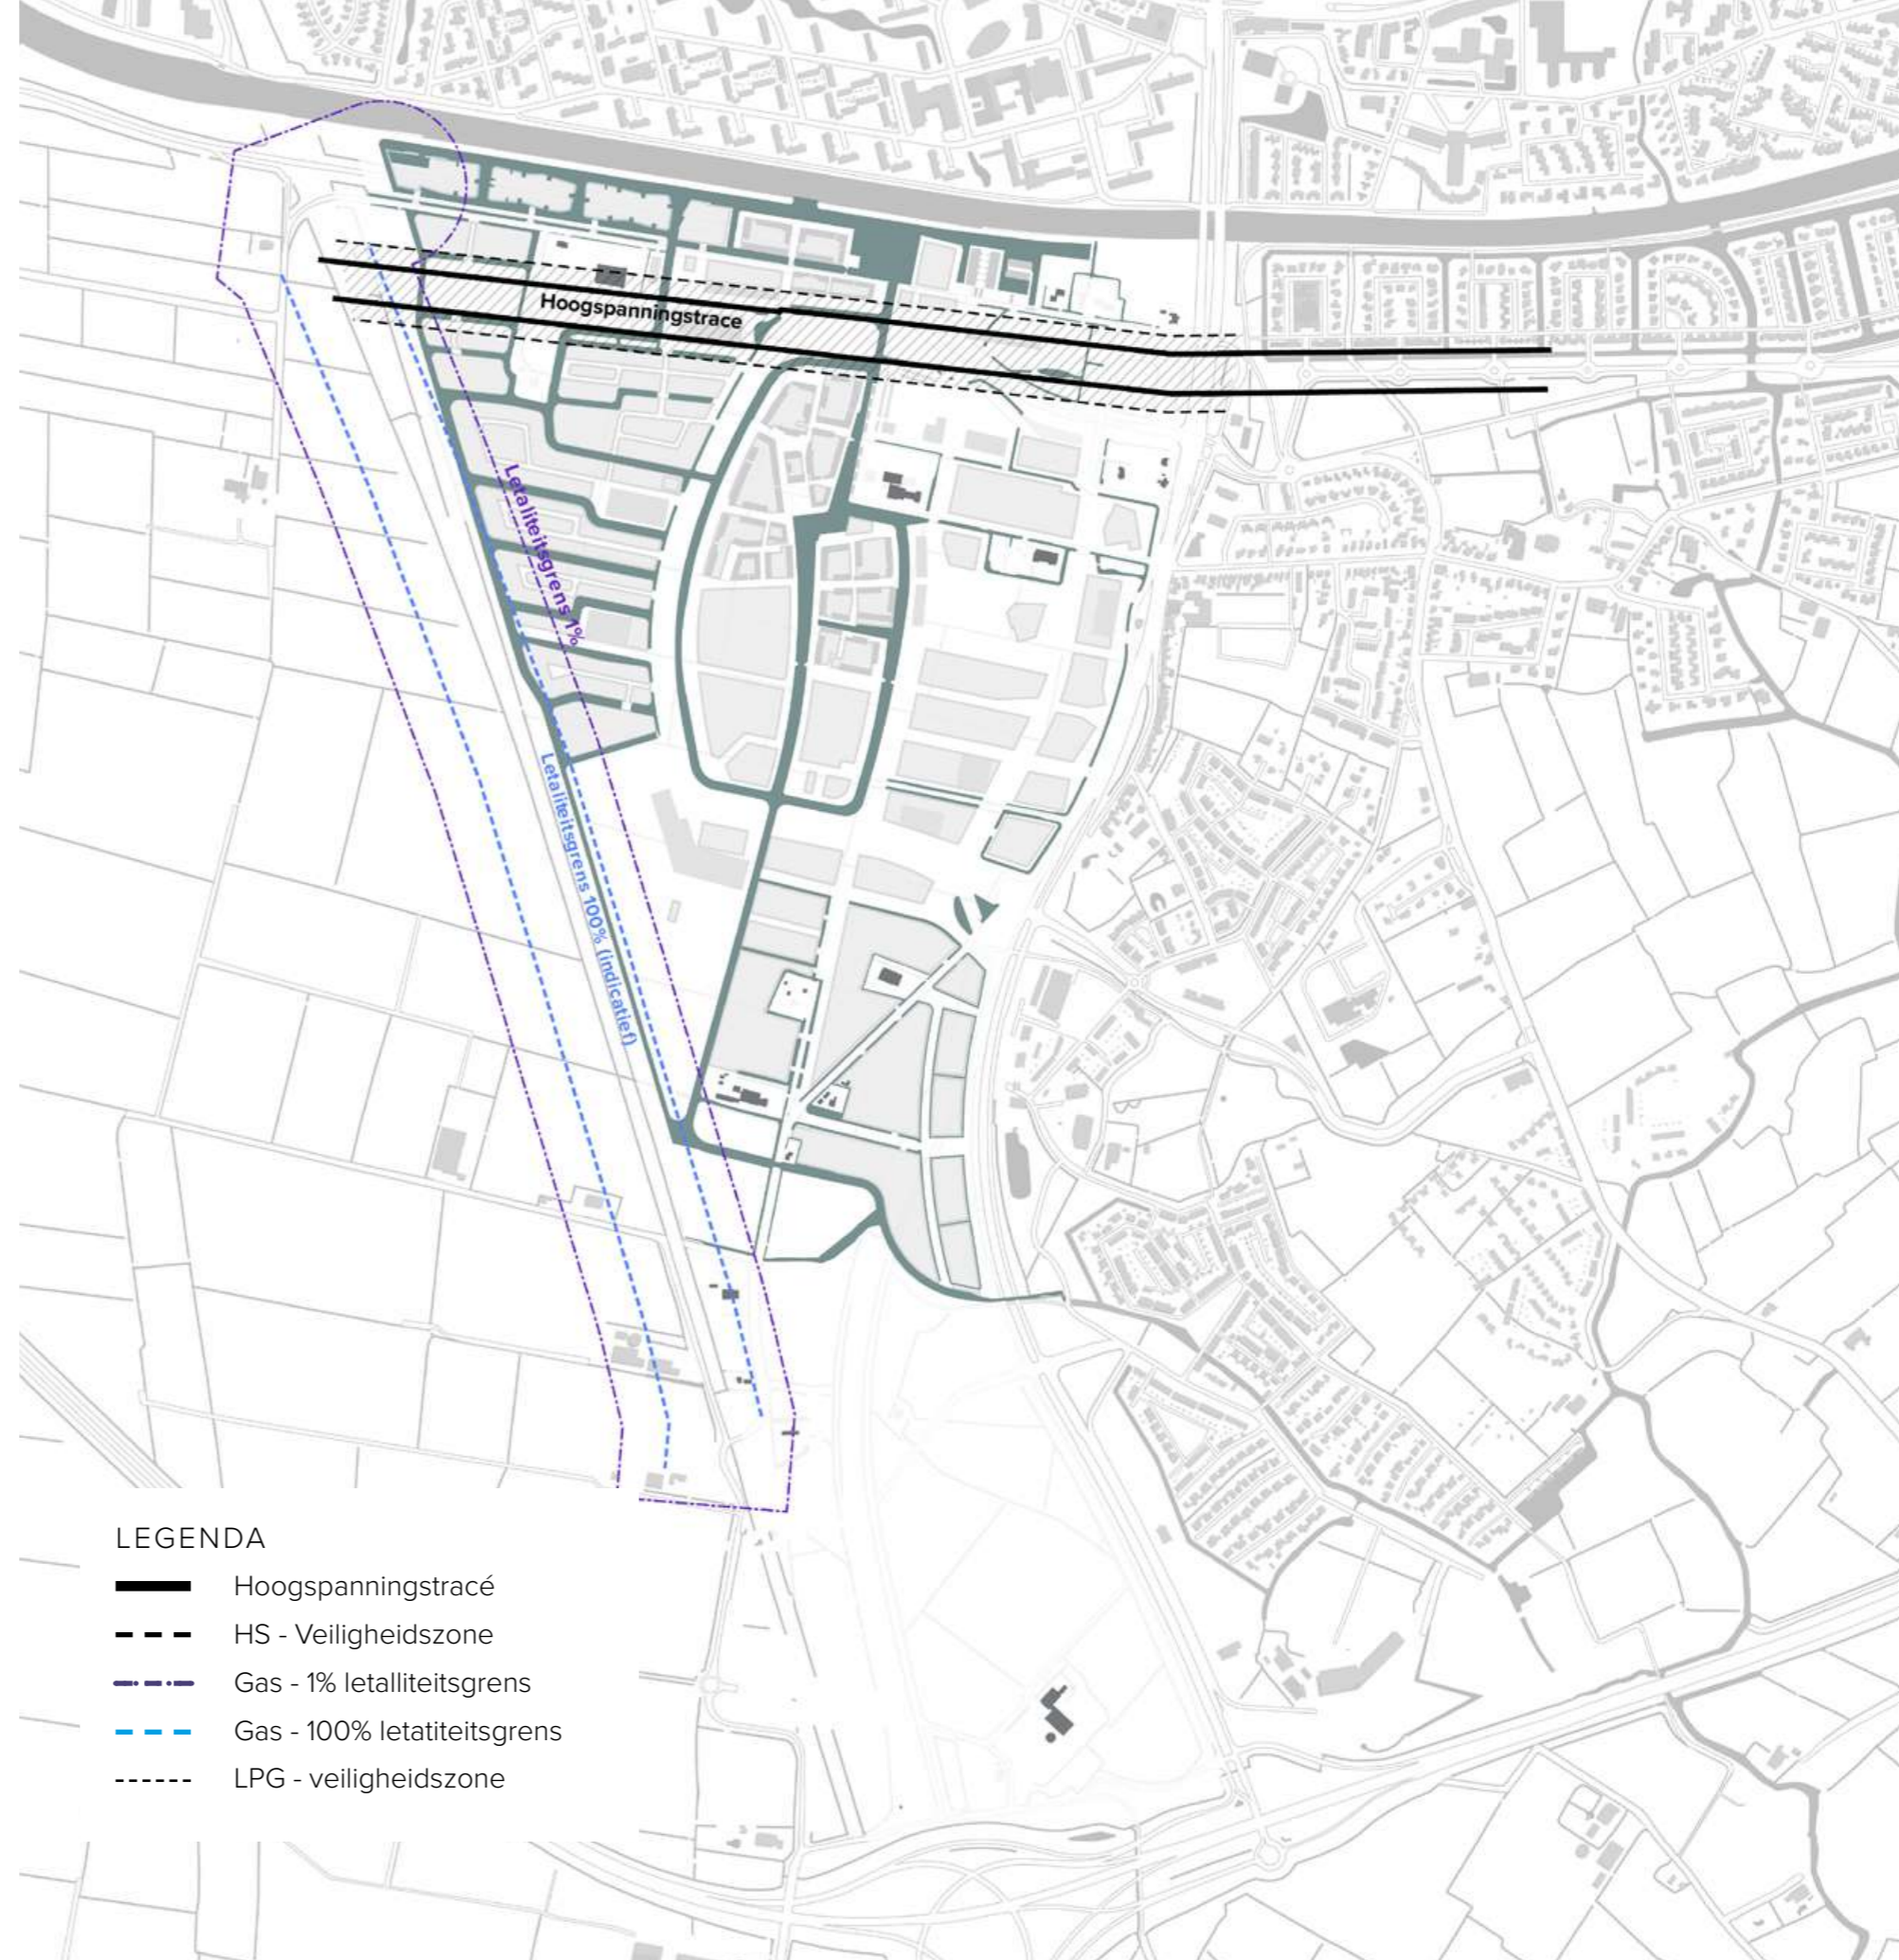 Hoogspanningstrace
Letaliteitsgrens 1%
Letaliteitsgrens 100% (indicatief)
LEGENDA
Hoogspanningstracé
HS - Veiligheidszone
Gas - 1% letalliteitsgrens
Gas - 100% letatiteitsgrens
LPG - veiligheidszone